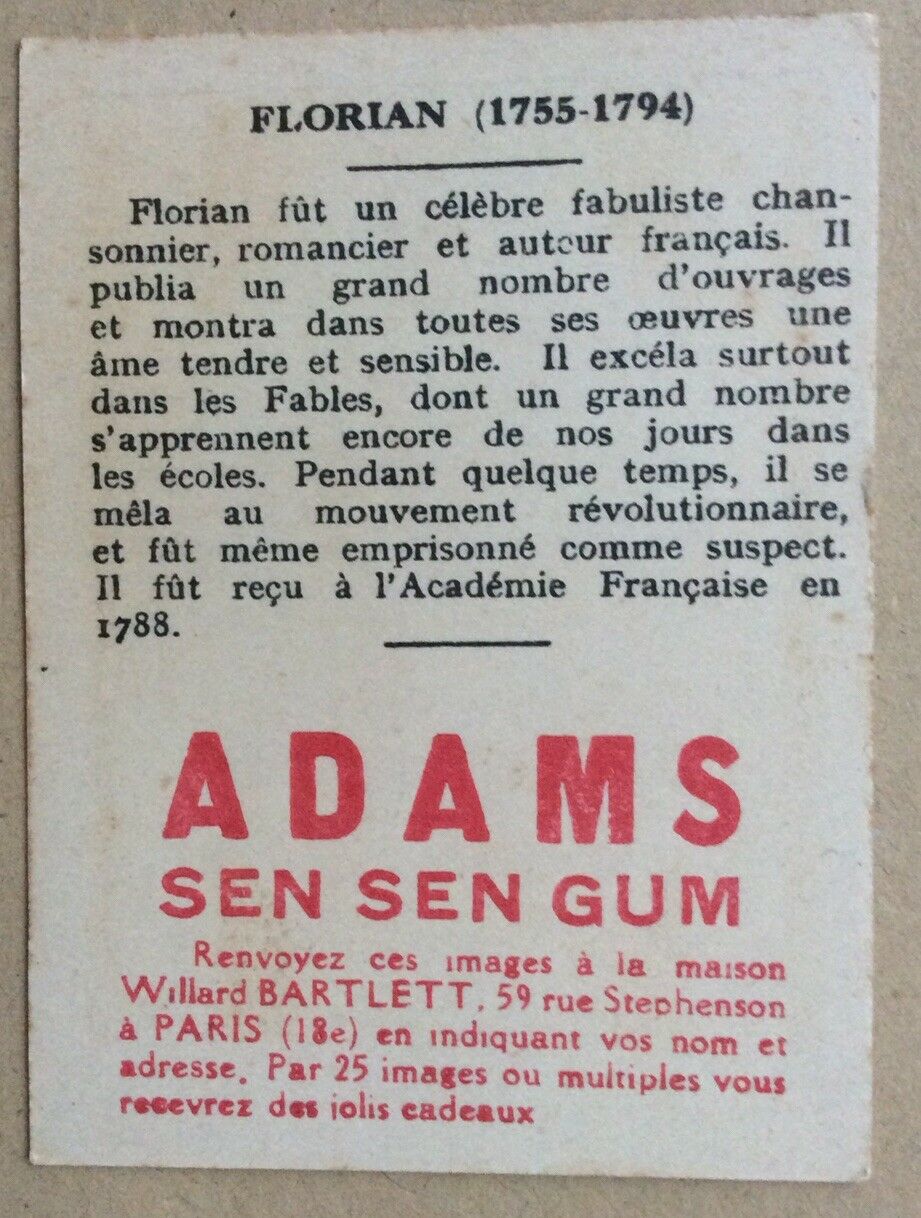 FLORIAN (1755-1794)
Florian fût un célèbre fabuliste chan-
sonnier, romancier et auteur français. Il
publia un grand nombre d'ouvrages
et montra dans toutes ses œuvres une
âme tendre et sensible. Il excéla surtout
dans les Fables, dont un grand nombre
s'apprennent encore de nos jours dans
les écoles. Pendant quelque temps, il se
mêla au mouvement révolutionnaire,
et fût même emprisonné comme suspect.
Il fût reçu à l'Académie Française en
1788.
ADAMS
SEN SEN GUM
Renvoyez ces images à la maison
Willard BARTLETT, 59 rue Stephenson
à PARIS (18e) en indiquant vos nom et
adresse. Par 25 images ou multiples vous
recevrez des jolis cadeaux